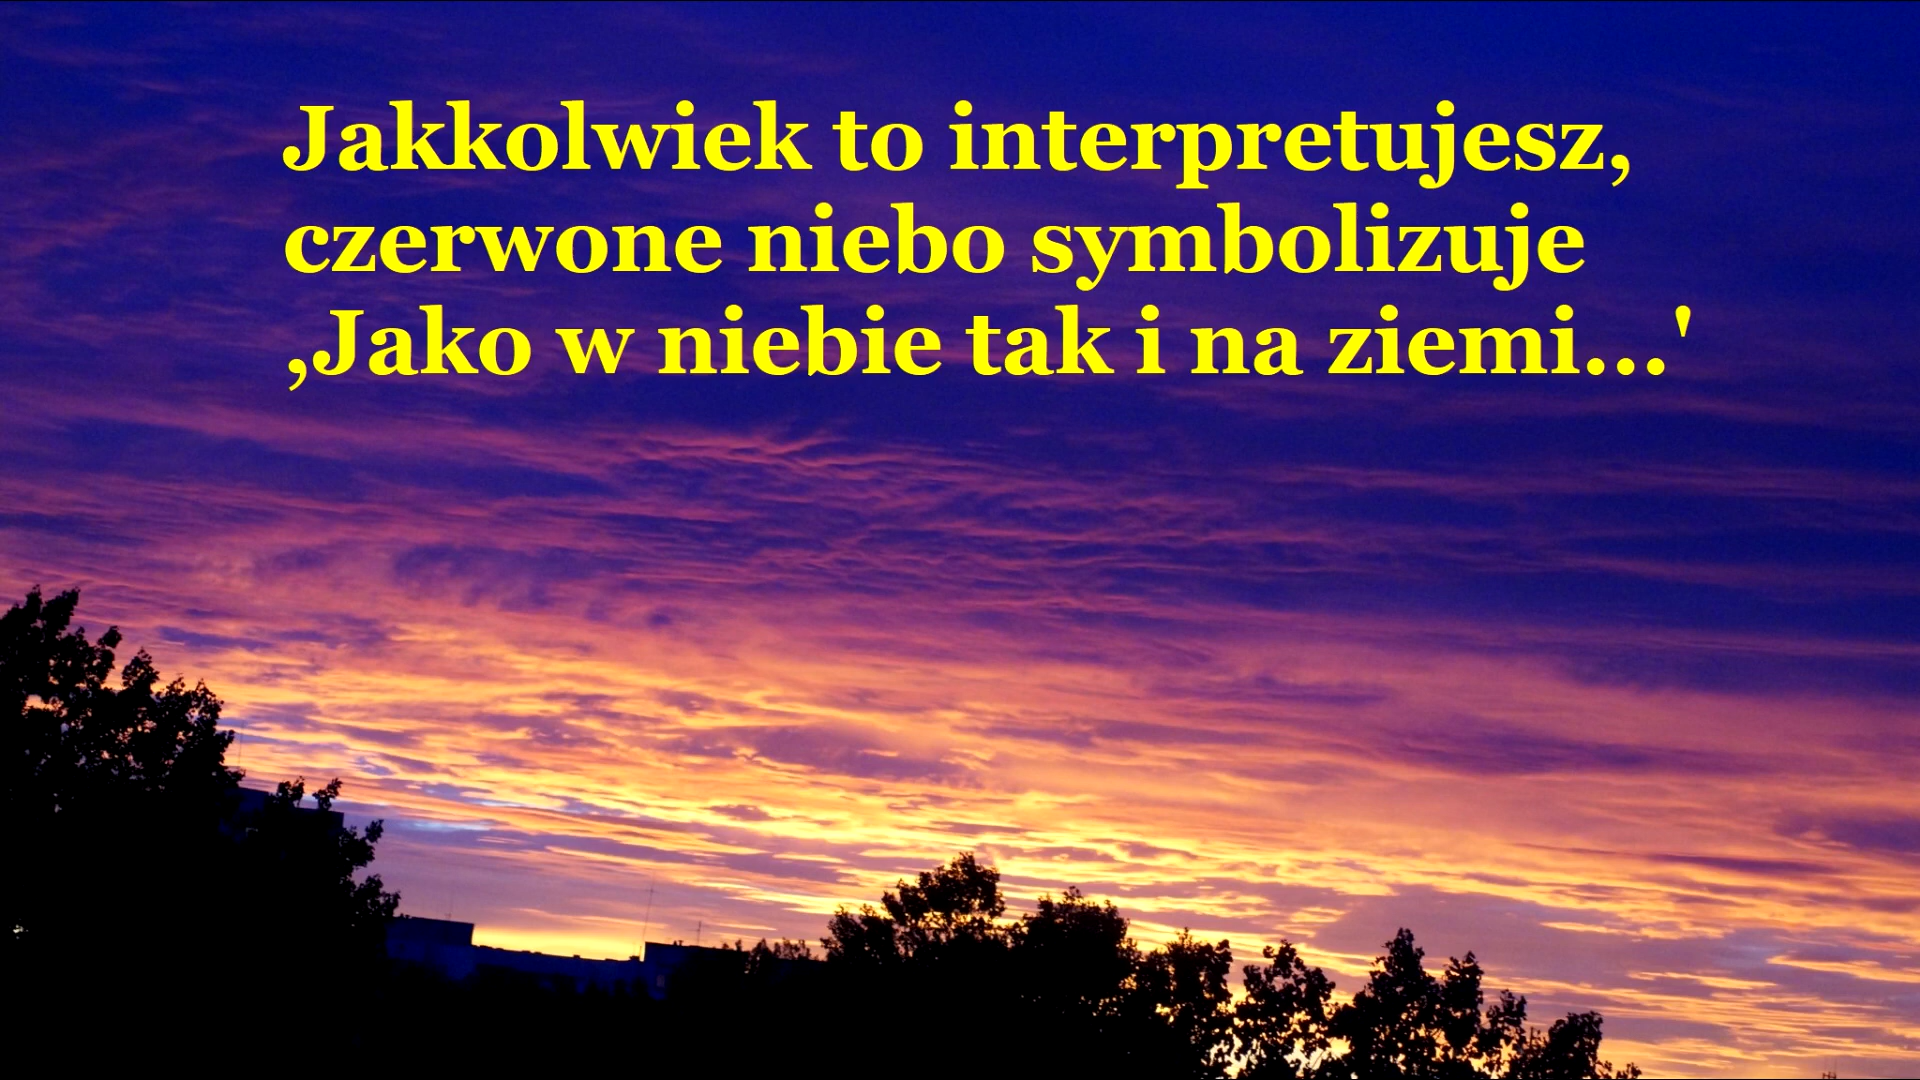 Jakkolwiek to interpretujesz,
czerwone niebo symbolizuje
‚Jako w niebie tak i na ziemi...'